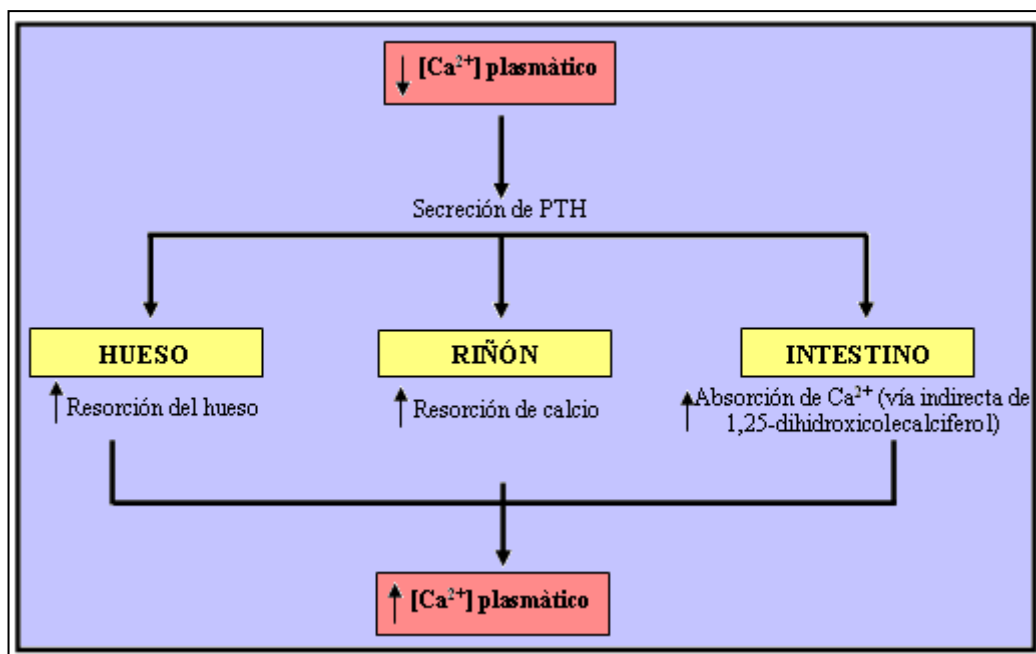 ↓ [Ca²⁺] plasmàtico
Secreción de PTH
HUESO
↑ Resorción del hueso
RIÑÓN
↑ Resorción de calcio
INTESTINO
↑ Absorción de Ca²⁺ (vía indirecta de
1,25-dihidroxicolecalciferol)
↑ [Ca²⁺] plasmàtico